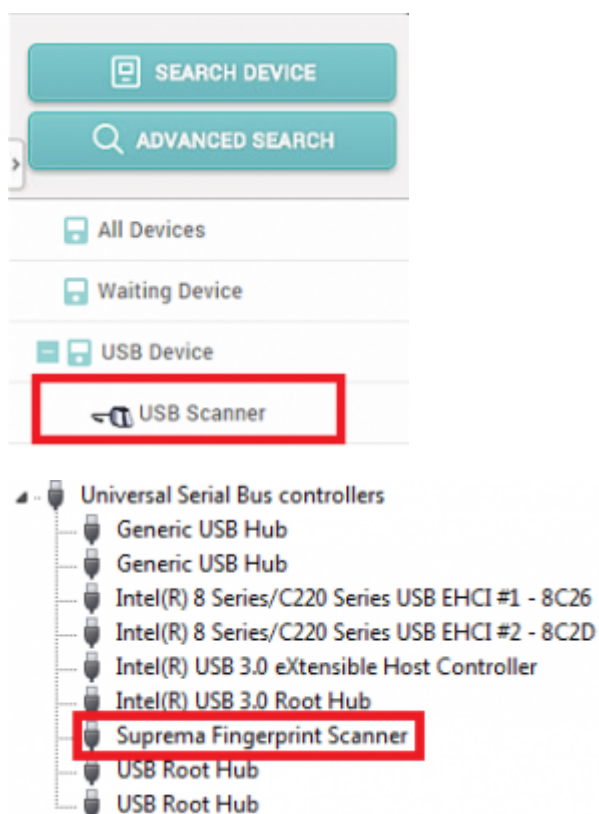 SEARCH DEVICE
ADVANCED SEARCH
All Devices
Waiting Device
USB Device
USB Scanner
Universal Serial Bus controllers
Generic USB Hub
Generic USB Hub
Intel(R) 8 Series/C220 Series USB EHCI #1 - 8C26
Intel(R) 8 Series/C220 Series USB EHCI #2 - 8C2D
Intel(R) USB 3.0 eXtensible Host Controller
Intel(R) USB 3.0 Root Hub
Suprema Fingerprint Scanner
USB Root Hub
USB Root Hub